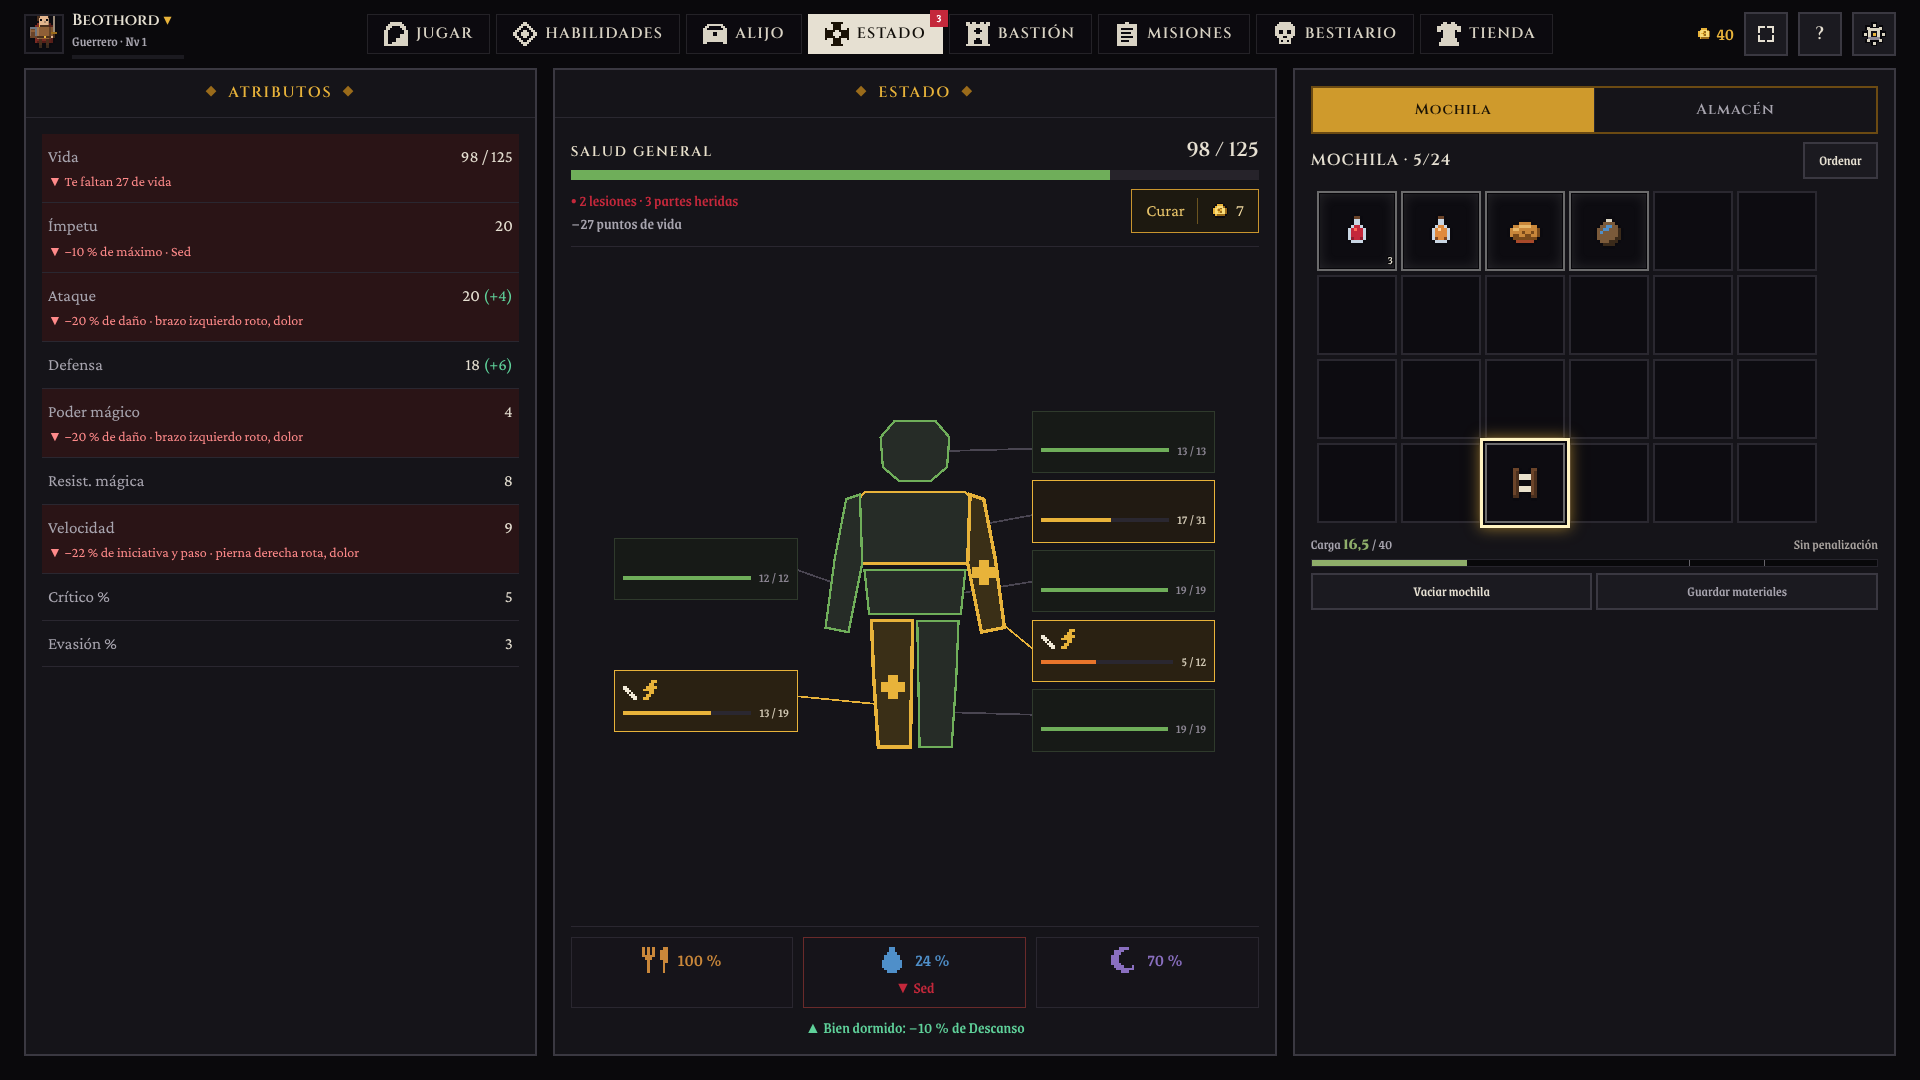 BEOTHORD ▼
Guerrero · Nv 1
JUGAR
HABILIDADES
ALIJO
ESTADO
3
BASTIÓN
MISIONES
BESTIARIO
TIENDA
40
?
ATRIBUTOS
Vida
98 / 125
▼ Te faltan 27 de vida
Ímpetu
20
▼ −10 % de máximo · Sed
Ataque
20 (+4)
▼ −20 % de daño · brazo izquierdo roto, dolor
Defensa
18 (+6)
Poder mágico
4
▼ −20 % de daño · brazo izquierdo roto, dolor
Resist. mágica
8
Velocidad
9
▼ −22 % de iniciativa y paso · pierna derecha rota, dolor
Crítico %
5
Evasión %
3
ESTADO
SALUD GENERAL
98 / 125
• 2 lesiones · 3 partes heridas
−27 puntos de vida
Curar
7
13 / 13
17 / 31
12 / 12
19 / 19
5 / 12
13 / 19
19 / 19
100 %
24 %
▼ Sed
70 %
▲ Bien dormido: −10 % de Descanso
MOCHILA
ALMACÉN
MOCHILA · 5/24
Ordenar
3
Carga 16,5 / 40
Sin penalización
Vaciar mochila
Guardar materiales